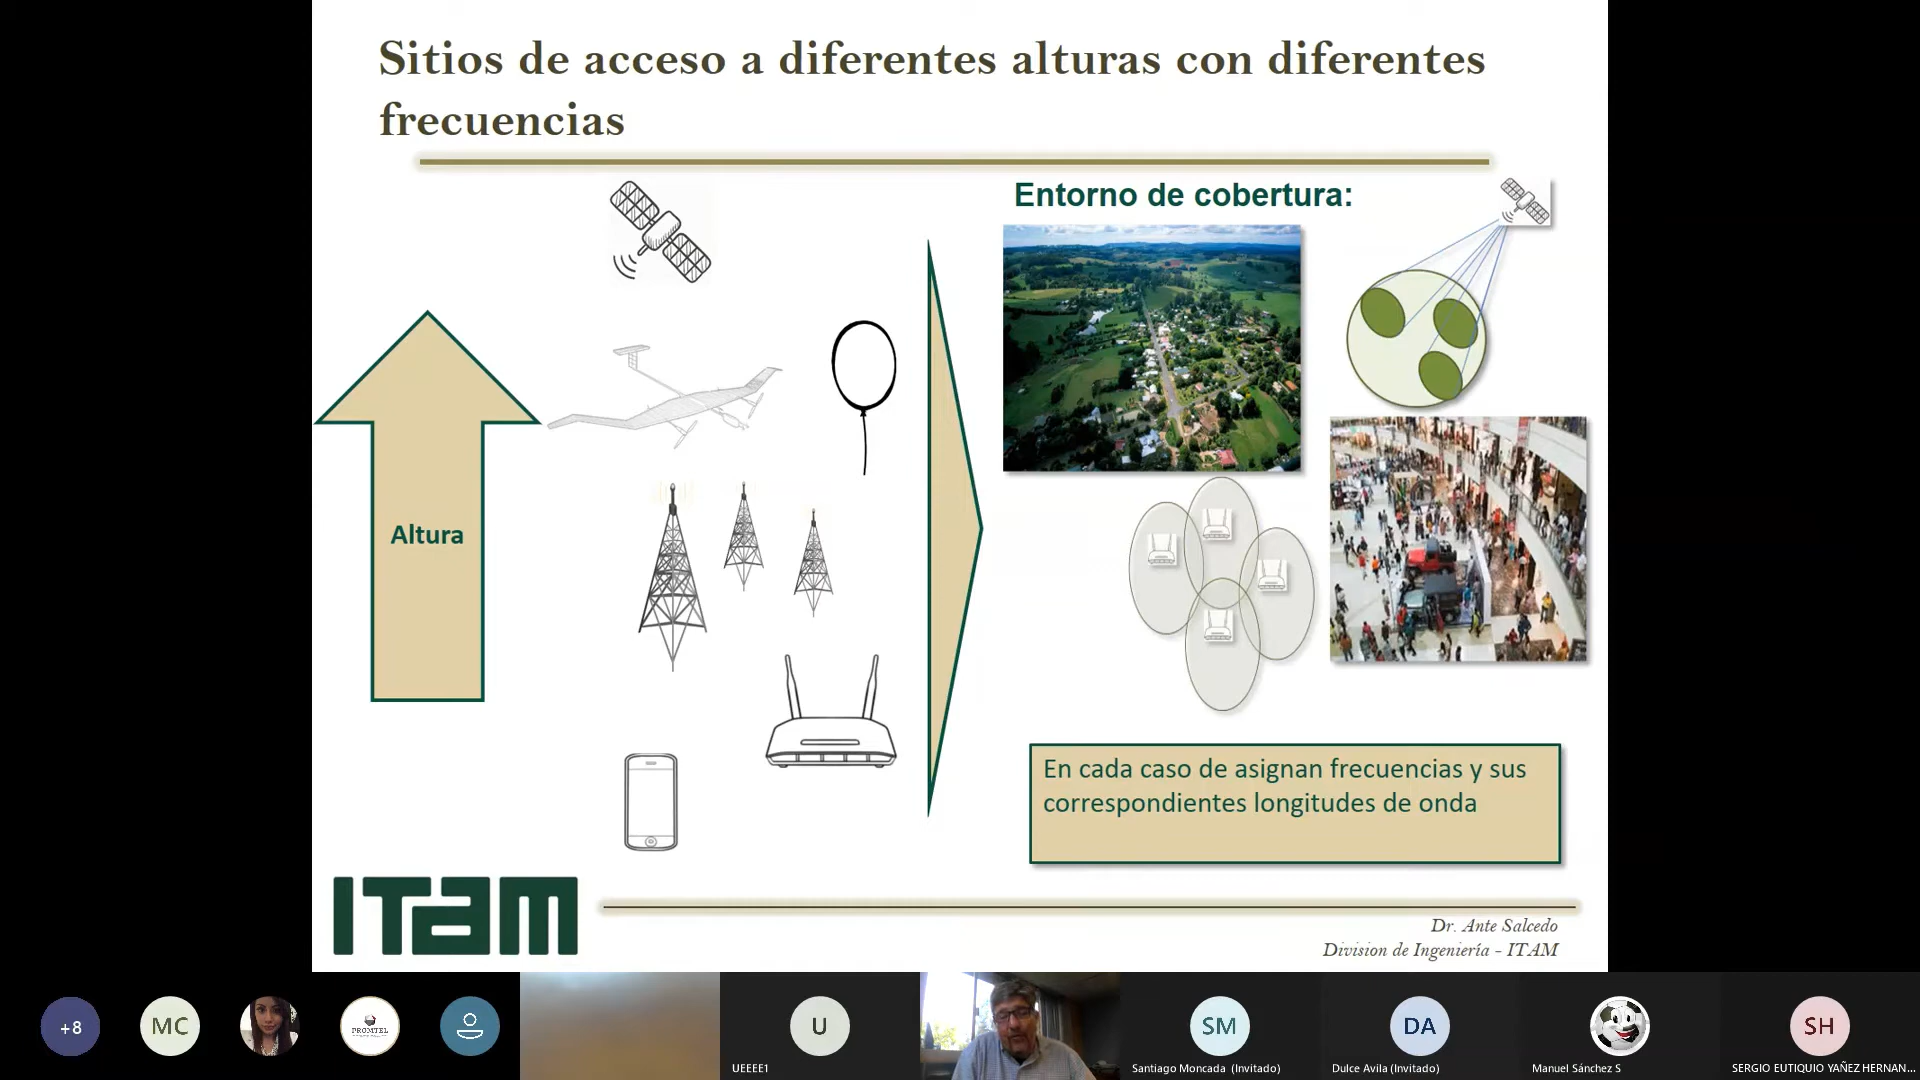 Sitios de acceso a diferentes alturas con diferentes
frecuencias
Entorno de cobertura:
Altura
En cada caso de asignan frecuencias y sus
correspondientes longitudes de onda
ITAM
Dr. Ante Salcedo
Division de Ingeniería - ITAM
+8
MC
PROMTEL
U
UEEEE1
SM
Santiago Moncada (Invitado)
DA
Dulce Avila (Invitado)
Manuel Sánchez S
SH
SERGIO EUTIQUIO YAÑEZ HERNAN...